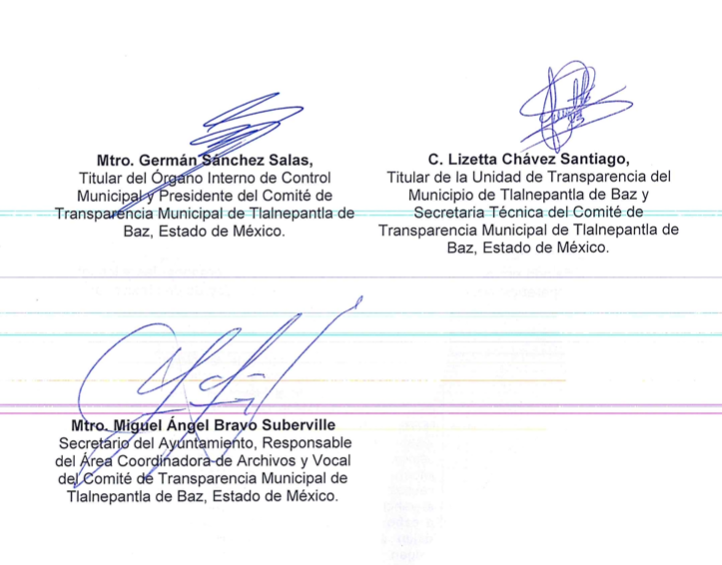 Mtro. Germán Sánchez Salas,
Titular del Órgano Interno de Control
Municipal y Presidente del Comité de
Transparencia Municipal de Tlalnepantla de
Baz, Estado de México.
C. Lizetta Chávez Santiago,
Titular de la Unidad de Transparencia del
Municipio de Tlalnepantla de Baz y
Secretaria Técnica del Comité de
Transparencia Municipal de Tlalnepantla de
Baz, Estado de México.
Mtro. Miguel Ángel Bravo Suberville
Secretario del Ayuntamiento, Responsable
del Área Coordinadora de Archivos y Vocal
del Comité de Transparencia Municipal de
Tlalnepantla de Baz, Estado de México.